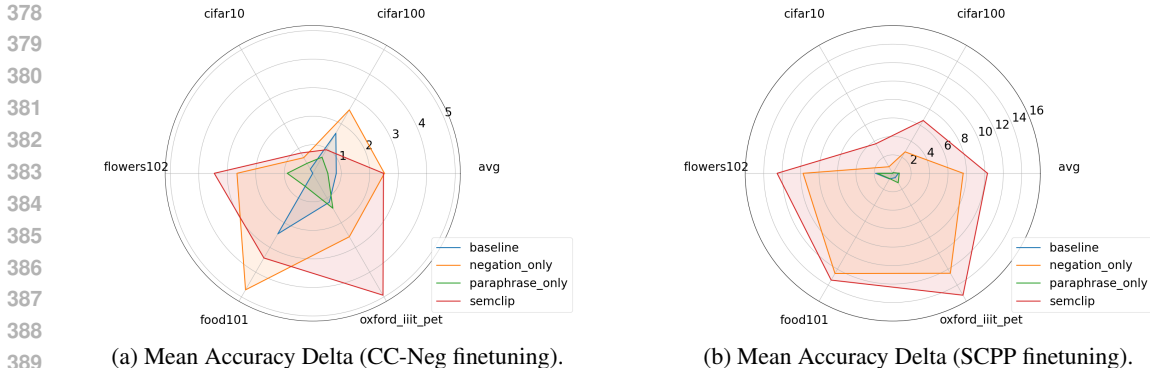 378
379
380
381
382
383
384
385
386
387
388
389
cifar10
cifar100
flowers102
avg
food101
oxford_iiit_pet
1
2
3
4
5
baseline
negation_only
paraphrase_only
semclip
(a) Mean Accuracy Delta (CC-Neg finetuning).
cifar10
cifar100
flowers102
avg
food101
oxford_iiit_pet
2
4
6
8
10
12
14
16
baseline
negation_only
paraphrase_only
semclip
(b) Mean Accuracy Delta (SCPP finetuning).